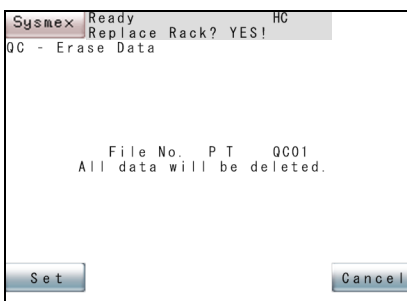 Sysmex Ready HC
Replace Rack? YES!
QC - Erase Data
File No. PT QC01
All data will be deleted.
Set Cancel